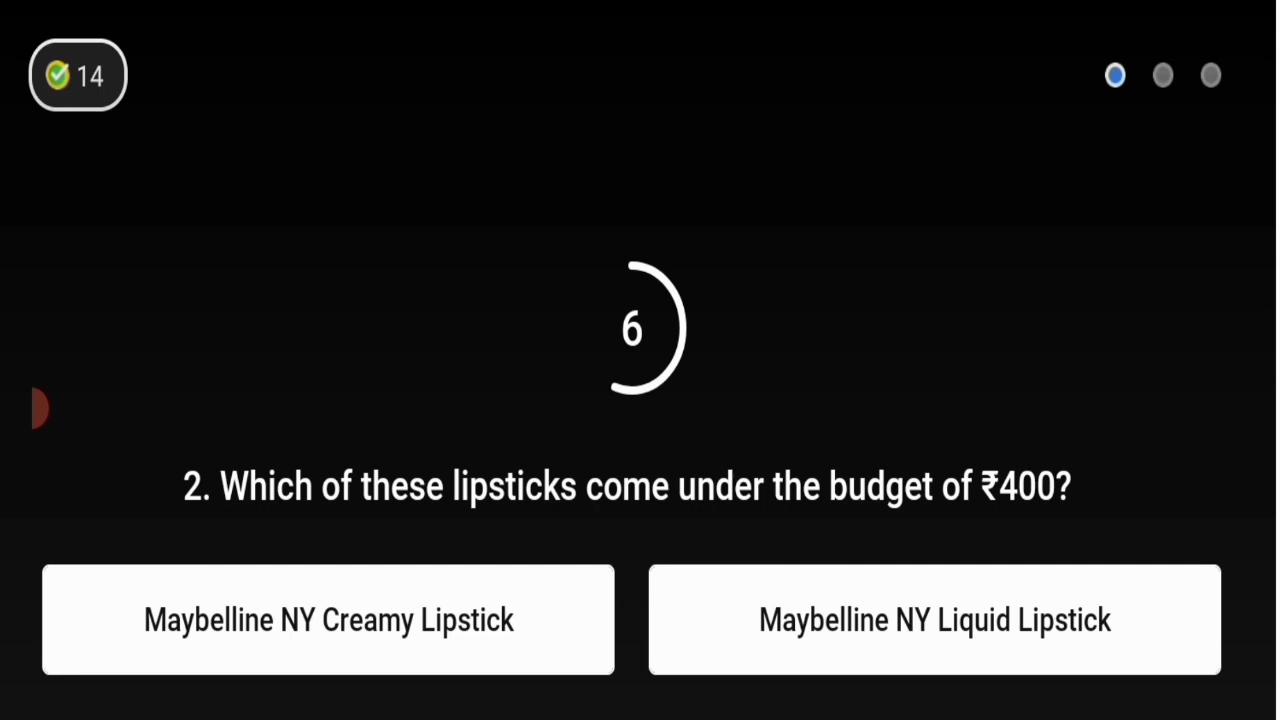 14
6
2. Which of these lipsticks come under the budget of ₹400?
Maybelline NY Creamy Lipstick
Maybelline NY Liquid Lipstick